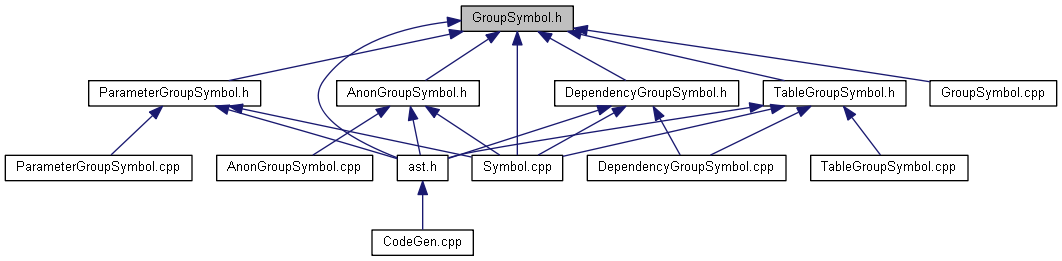 GroupSymbol.h
ParameterGroupSymbol.h
AnonGroupSymbol.h
DependencyGroupSymbol.h
TableGroupSymbol.h
GroupSymbol.cpp
ParameterGroupSymbol.cpp
AnonGroupSymbol.cpp
ast.h
Symbol.cpp
DependencyGroupSymbol.cpp
TableGroupSymbol.cpp
CodeGen.cpp